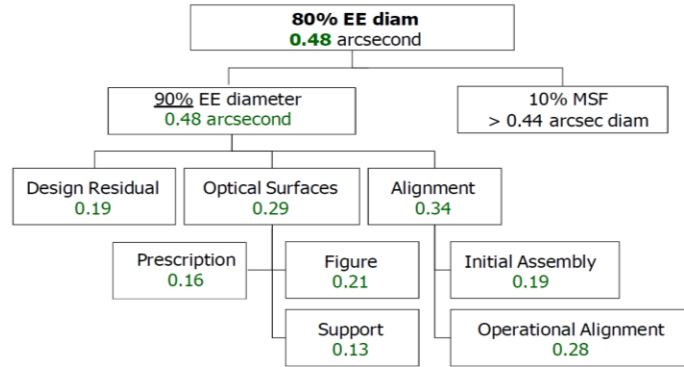 80% EE diam
0.48 arcsecond
90% EE diameter
0.48 arcsecond
10% MSF
> 0.44 arcsec diam
Design Residual
0.19
Optical Surfaces
0.29
Alignment
0.34
Prescription
0.16
Figure
0.21
Initial Assembly
0.19
Support
0.13
Operational Alignment
0.28